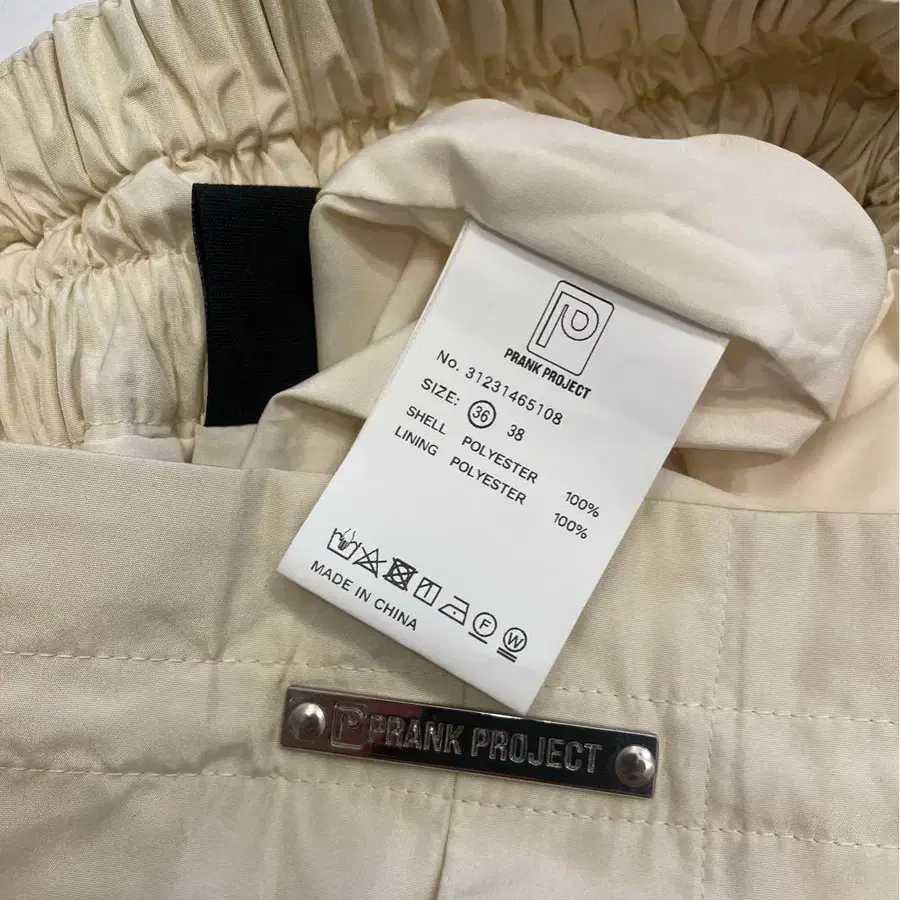 P
PRANK PROJECT
No. 31231465108
SIZE: 36 38
SHELL POLYESTER 100%
LINING POLYESTER 100%
F W
MADE IN CHINA
P PRANK PROJECT